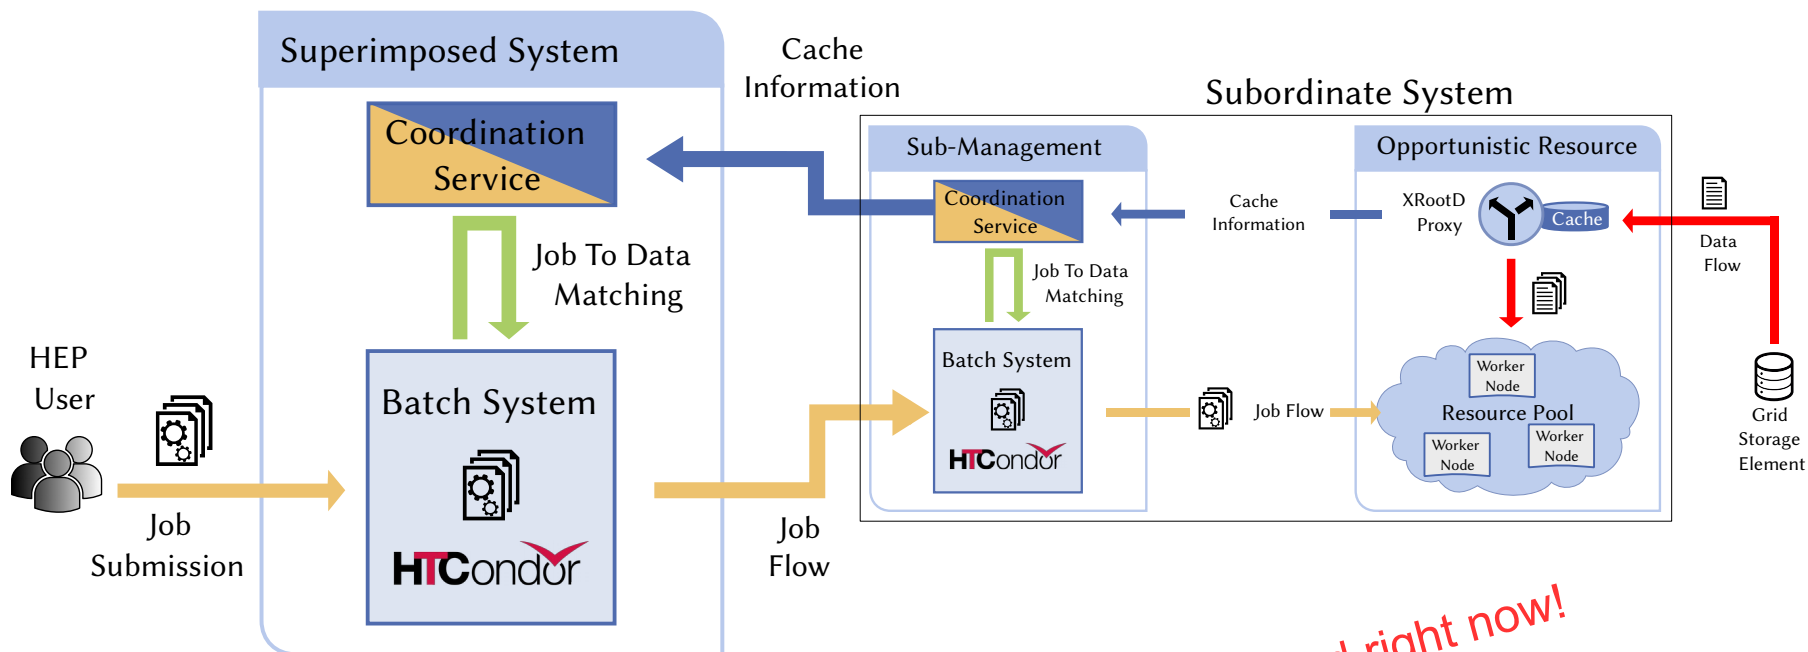 Superimposed System
Coordination
Service
Job To Data
Matching
Batch System
HTCondor
HEP
User
Job
Submission
Cache
Information
Job
Flow
Subordinate System
Sub-Management
Coordination
Service
Job To Data
Matching
Batch System
HTCondor
Cache
Information
Job Flow
Opportunistic Resource
XRootD
Proxy
Cache
Worker
Node
Resource Pool
Worker
Node
Worker
Node
Data
Flow
Grid
Storage
Element
right now!